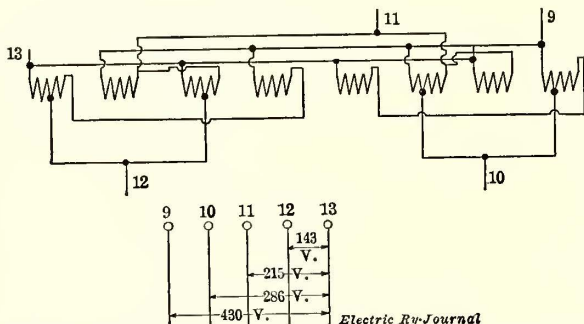 11
9
13
12
10
9 10 11 12 13
143
V.
215 V.
286 V.
430 V.
Electric Ry. Journal